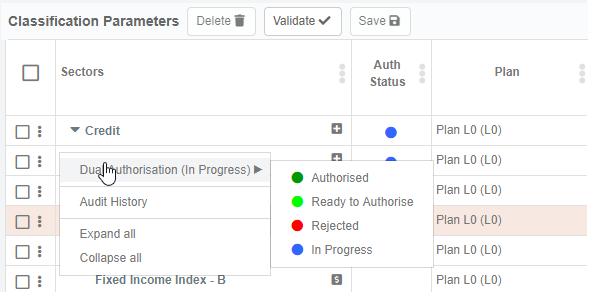 Classification Parameters Delete Validate Save
Sectors Auth Status Plan
Credit Plan L0 (L0)
Plan L0 (L0)
Dual Authorisation (In Progress)
Authorised
Plan L0 (L0)
Audit History
Ready to Authorise
Plan L0 (L0)
Rejected
Expand all
In Progress
Plan L0 (L0)
Collapse all
Fixed Income Index - B Plan L0 (L0)